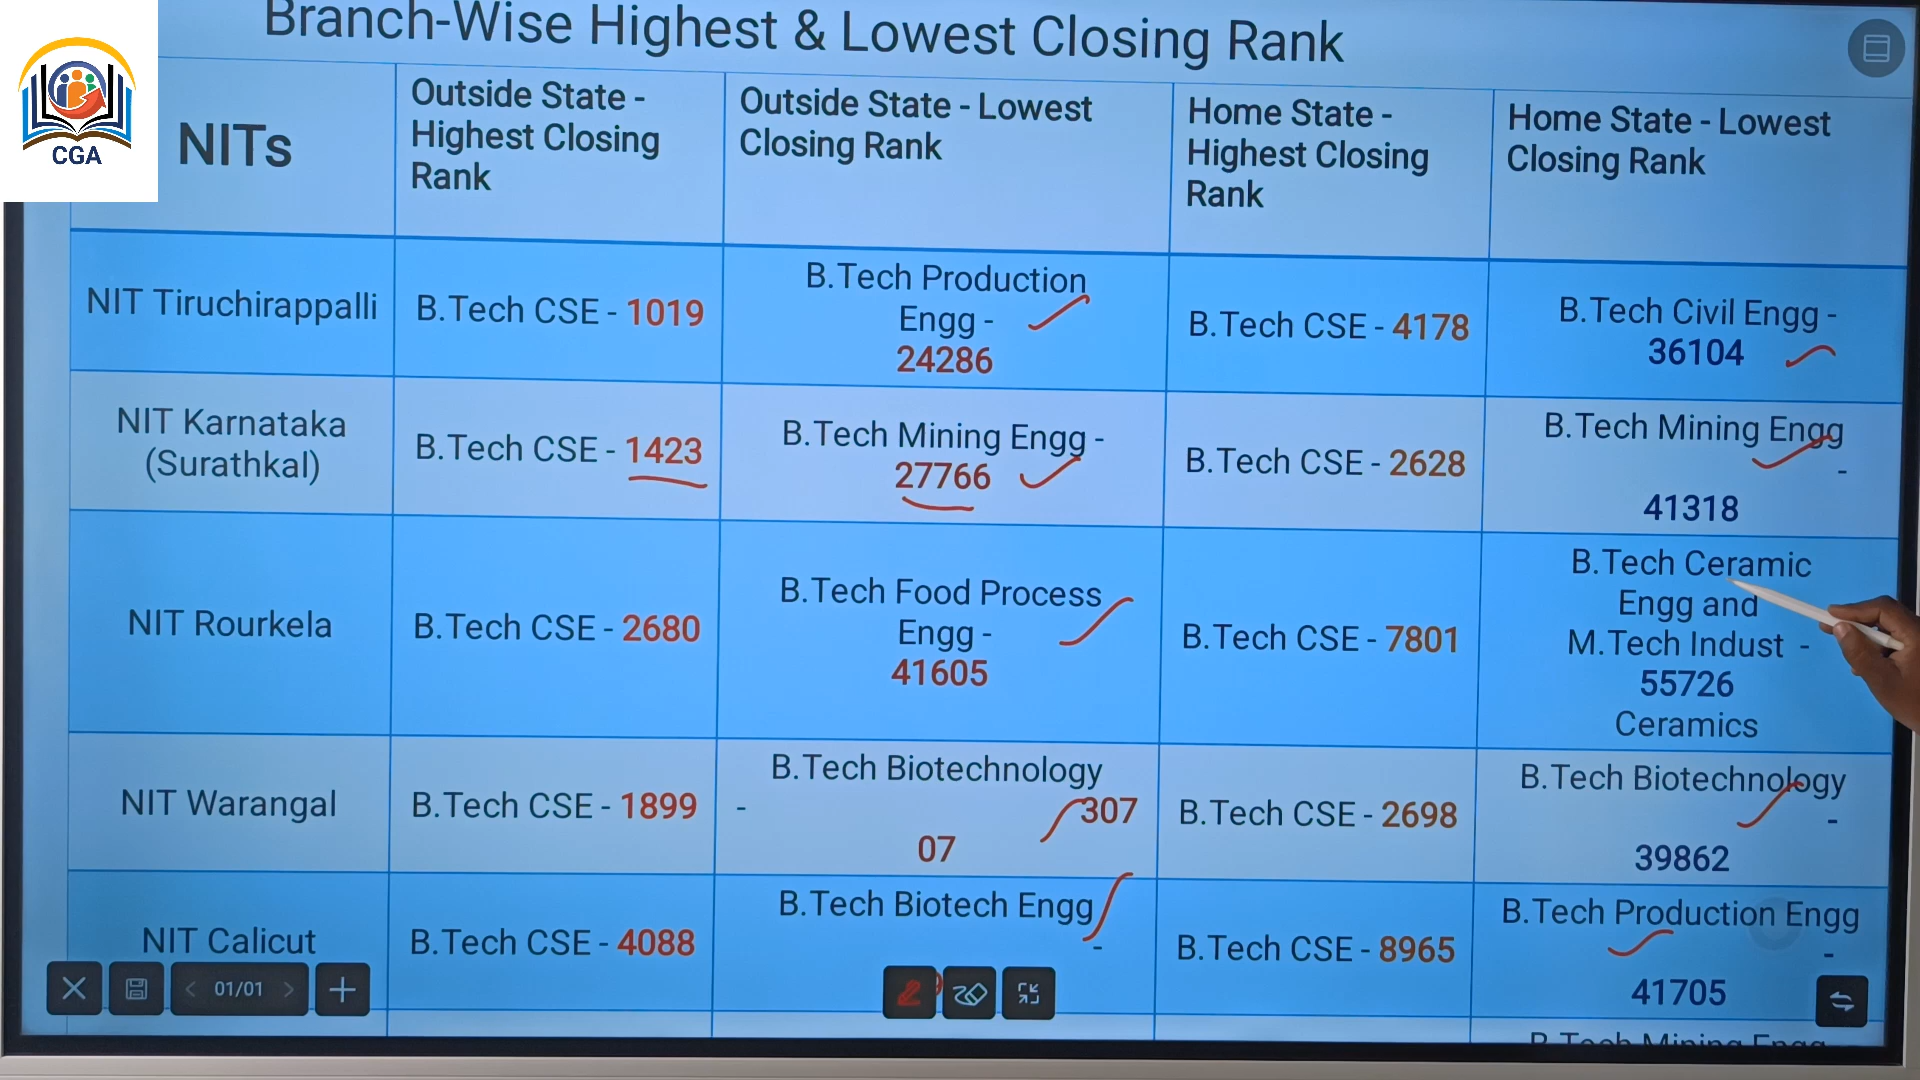 Branch-Wise Highest & Lowest Closing Rank
CGA
NITs
Outside State -
Highest Closing
Rank
Outside State - Lowest
Closing Rank
Home State -
Highest Closing
Rank
Home State - Lowest
Closing Rank
NIT Tiruchirappalli
B.Tech CSE - 1019
B.Tech Production
Engg -
24286
B.Tech CSE - 4178
B.Tech Civil Engg -
36104
NIT Karnataka
(Surathkal)
B.Tech CSE - 1423
B.Tech Mining Engg -
27766
B.Tech CSE - 2628
B.Tech Mining Engg
-
41318
NIT Rourkela
B.Tech CSE - 2680
B.Tech Food Process
Engg -
41605
B.Tech CSE - 7801
B.Tech Ceramic
Engg and
M.Tech Indust -
55726
Ceramics
NIT Warangal
B.Tech CSE - 1899
B.Tech Biotechnology
- 307
07
B.Tech CSE - 2698
B.Tech Biotechnology
-
39862
NIT Calicut
B.Tech CSE - 4088
B.Tech Biotech Engg
-
B.Tech CSE - 8965
B.Tech Production Engg
-
41705
B.Tech Mining Engg
01/01